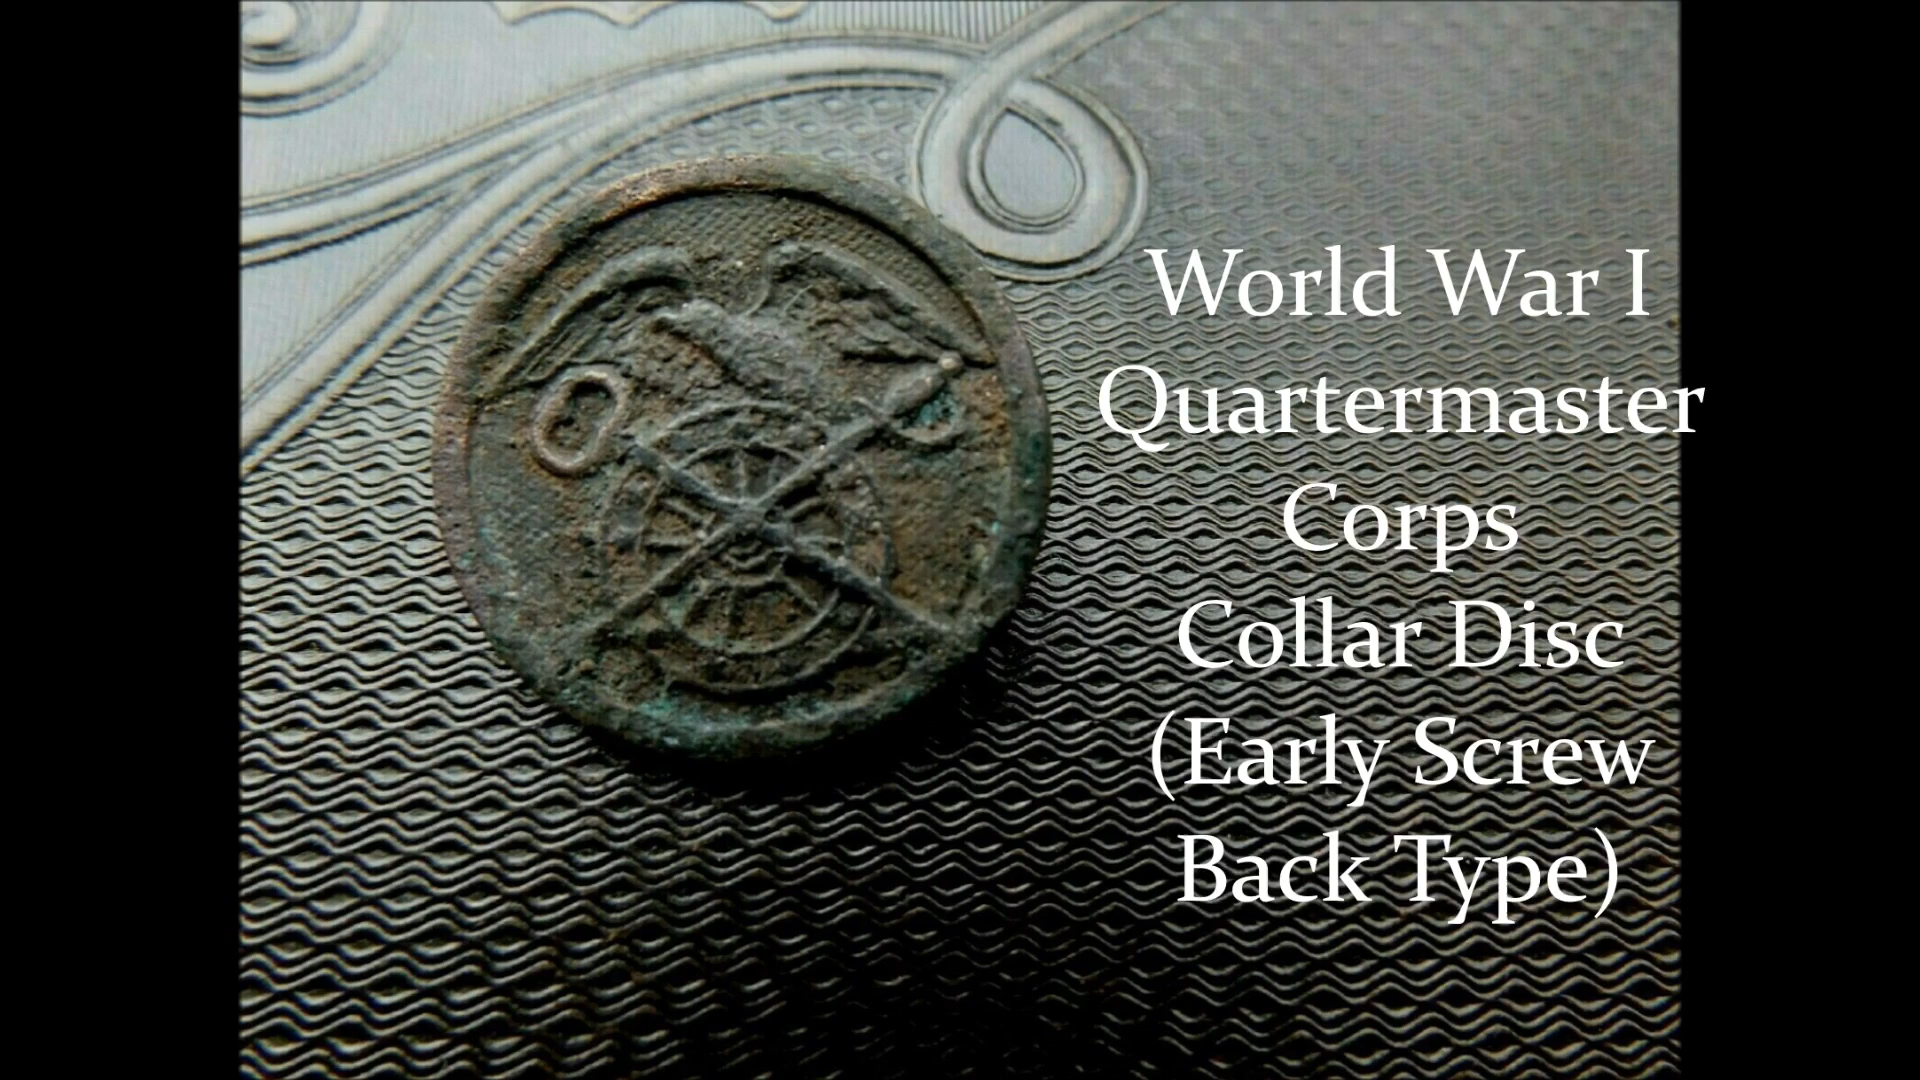 World War I
Quartermaster
Corps
Collar Disc
(Early Screw
Back Type)